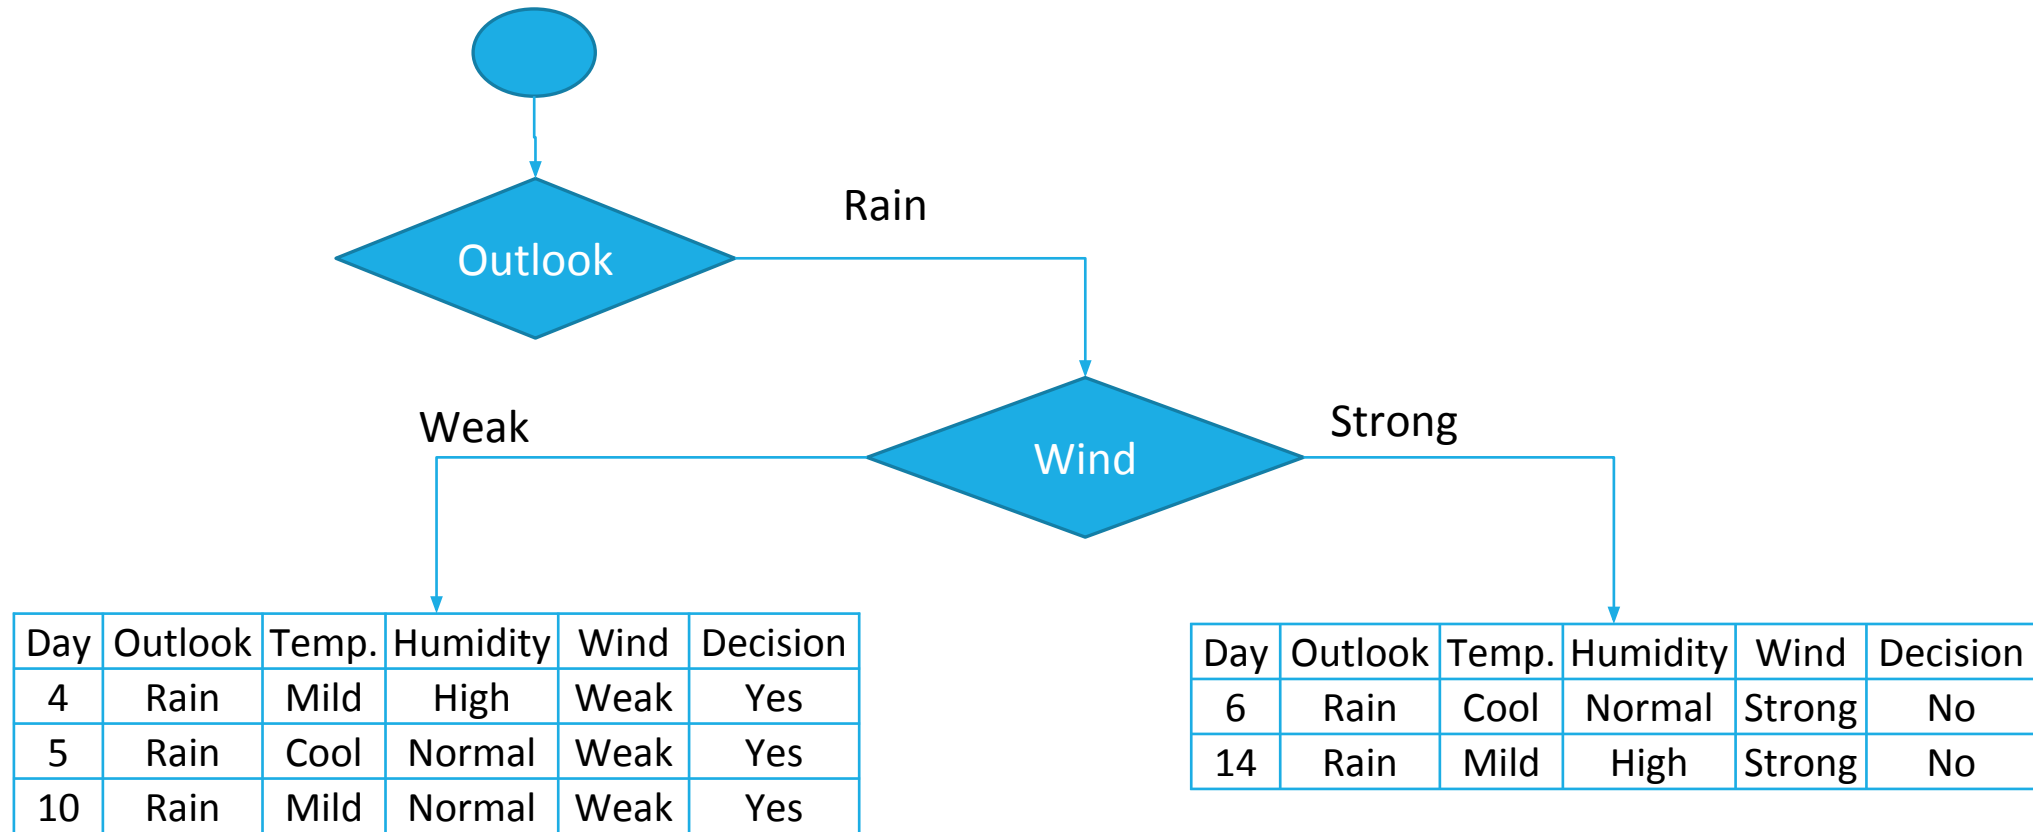 Rain
Outlook
Weak
Strong
Wind
Day Outlook Temp. Humidity Wind Decision
4 Rain Mild High Weak Yes
5 Rain Cool Normal Weak Yes
10 Rain Mild Normal Weak Yes
Day Outlook Temp. Humidity Wind Decision
6 Rain Cool Normal Strong No
14 Rain Mild High Strong No